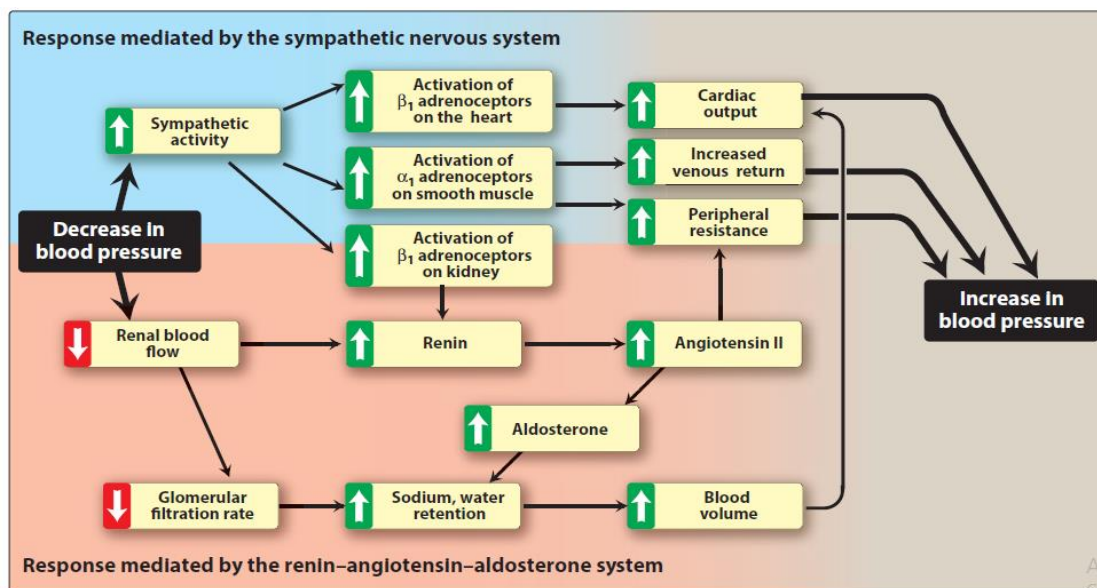 Response mediated by the sympathetic nervous system
Activation of
β1 adrenoceptors
on the heart
Cardiac
output
Sympathetic
activity
Activation of
α1 adrenoceptors
on smooth muscle
Increased
venous return
Peripheral
resistance
Decrease in
blood pressure
Activation of
β1 adrenoceptors
on kidney
Increase in
blood pressure
Renal blood
flow
Renin
Angiotensin II
Aldosterone
Glomerular
filtration rate
Sodium, water
retention
Blood
volume
Response mediated by the renin–angiotensin–aldosterone system